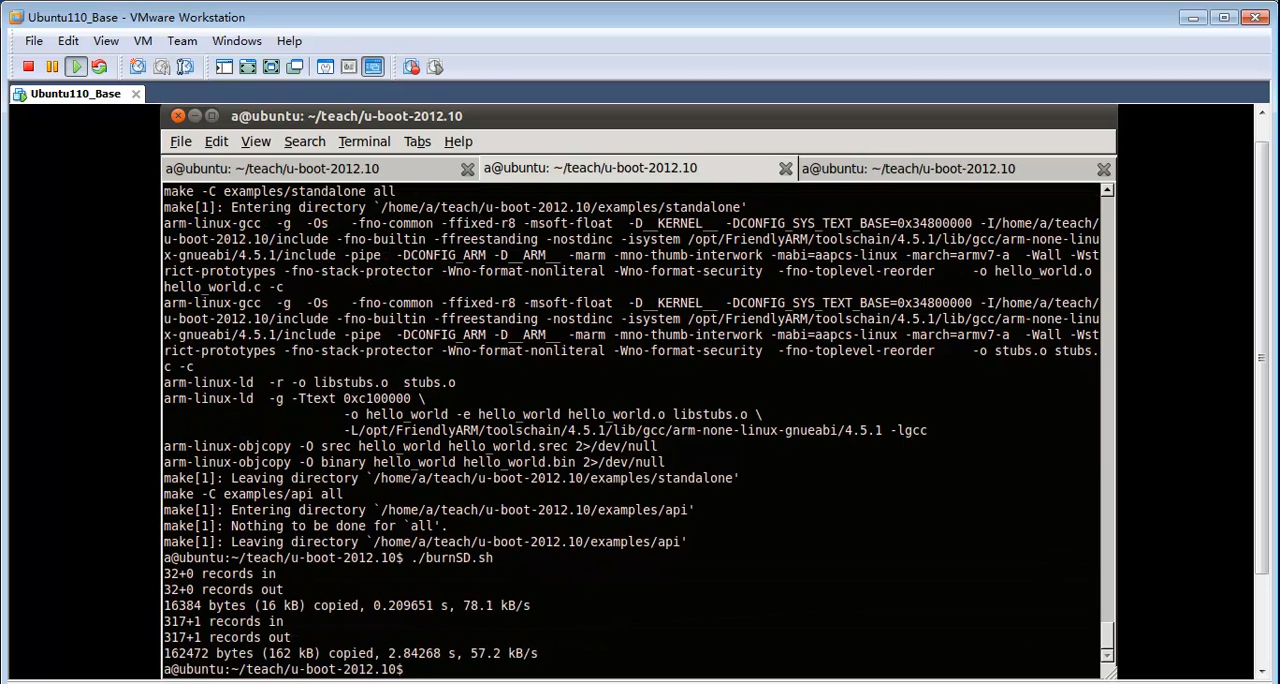 Ubuntu110_Base - VMware Workstation
File Edit View VM Team Windows Help
Ubuntu110_Base
a@ubuntu: ~/teach/u-boot-2012.10
File Edit View Search Terminal Tabs Help
a@ubuntu: ~/teach/u-boot-2012.10 a@ubuntu: ~/teach/u-boot-2012.10 a@ubuntu: ~/teach/u-boot-2012.10
make -C examples/standalone all
make[1]: Entering directory `/home/a/teach/u-boot-2012.10/examples/standalone'
arm-linux-gcc  -g  -Os   -fno-common -ffixed-r8 -msoft-float  -D__KERNEL__ -DCONFIG_SYS_TEXT_BASE=0x34800000 -I/home/a/teach/
u-boot-2012.10/include -fno-builtin -ffreestanding -nostdinc -isystem /opt/FriendlyARM/toolschain/4.5.1/lib/gcc/arm-none-linu
x-gnueabi/4.5.1/include -pipe  -DCONFIG_ARM -D__ARM__ -marm -mno-thumb-interwork -mabi=aapcs-linux -march=armv7-a -Wall -Wst
rict-prototypes -fno-stack-protector -Wno-format-nonliteral -Wno-format-security -fno-toplevel-reorder     -o hello_world.o
hello_world.c -c
arm-linux-gcc  -g  -Os   -fno-common -ffixed-r8 -msoft-float  -D__KERNEL__ -DCONFIG_SYS_TEXT_BASE=0x34800000 -I/home/a/teach/
u-boot-2012.10/include -fno-builtin -ffreestanding -nostdinc -isystem /opt/FriendlyARM/toolschain/4.5.1/lib/gcc/arm-none-linu
x-gnueabi/4.5.1/include -pipe  -DCONFIG_ARM -D__ARM__ -marm -mno-thumb-interwork -mabi=aapcs-linux -march=armv7-a -Wall -Wst
rict-prototypes -fno-stack-protector -Wno-format-nonliteral -Wno-format-security -fno-toplevel-reorder     -o stubs.o stubs.
c -c
arm-linux-ld  -r -o libstubs.o  stubs.o
arm-linux-ld  -g -Ttext 0xc100000 \
-o hello_world -e hello_world hello_world.o libstubs.o \
-L/opt/FriendlyARM/toolschain/4.5.1/lib/gcc/arm-none-linux-gnueabi/4.5.1 -lgcc
arm-linux-objcopy -O srec hello_world hello_world.srec 2>/dev/null
arm-linux-objcopy -O binary hello_world hello_world.bin 2>/dev/null
make[1]: Leaving directory `/home/a/teach/u-boot-2012.10/examples/standalone'
make -C examples/api all
make[1]: Entering directory `/home/a/teach/u-boot-2012.10/examples/api'
make[1]: Nothing to be done for `all'.
make[1]: Leaving directory `/home/a/teach/u-boot-2012.10/examples/api'
a@ubuntu:~/teach/u-boot-2012.10$ ./burnSD.sh
32+0 records in
32+0 records out
16384 bytes (16 kB) copied, 0.209651 s, 78.1 kB/s
317+1 records in
317+1 records out
162472 bytes (162 kB) copied, 2.84268 s, 57.2 kB/s
a@ubuntu:~/teach/u-boot-2012.10$